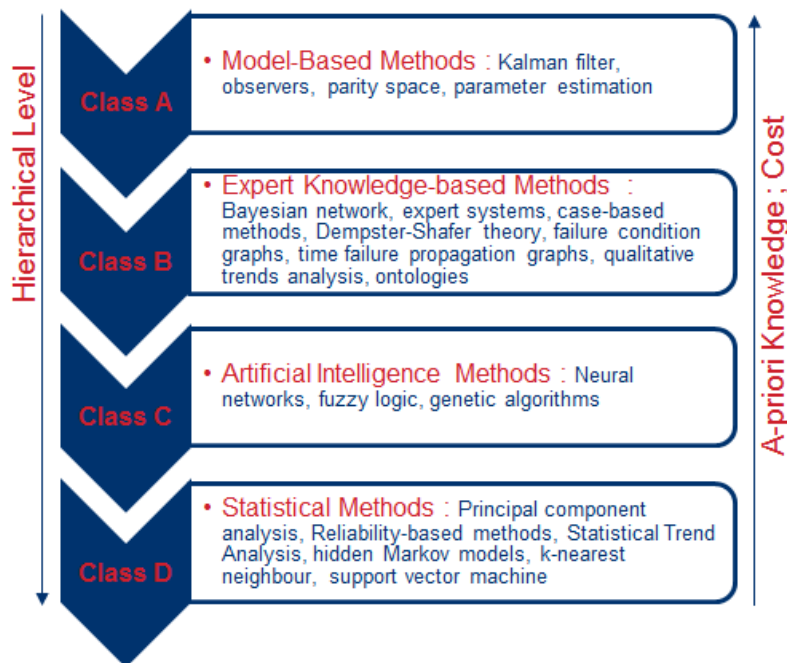 Hierarchical Level
Class A
• Model-Based Methods : Kalman filter,
observers, parity space, parameter estimation
Class B
• Expert Knowledge-based Methods :
Bayesian network, expert systems, case-based
methods, Dempster-Shafer theory, failure condition
graphs, time failure propagation graphs, qualitative
trends analysis, ontologies
Class C
• Artificial Intelligence Methods : Neural
networks, fuzzy logic, genetic algorithms
Class D
• Statistical Methods : Principal component
analysis, Reliability-based methods, Statistical Trend
Analysis, hidden Markov models, k-nearest
neighbour, support vector machine
A-priori Knowledge ; Cost